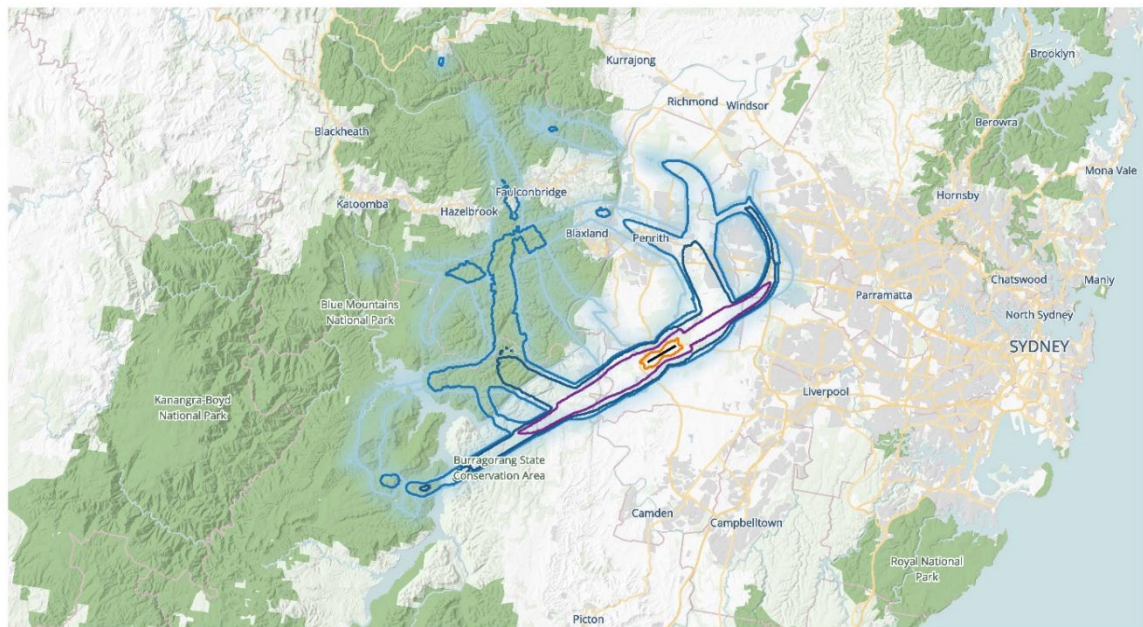 Brooklyn
Kurrajong
Richmond
Windsor
Berowra
Blackheath
Mona Vale
Faulconbridge
Hornsby
Katoomba
Hazelbrook
Blaxland
Penrith
Chatswood
Manly
Parramatta
Blue Mountains
National Park
North Sydney
SYDNEY
Liverpool
Kanangra-Boyd
National Park
Burragorang State
Conservation Area
Camden
Campbelltown
Royal National
Park
Picton